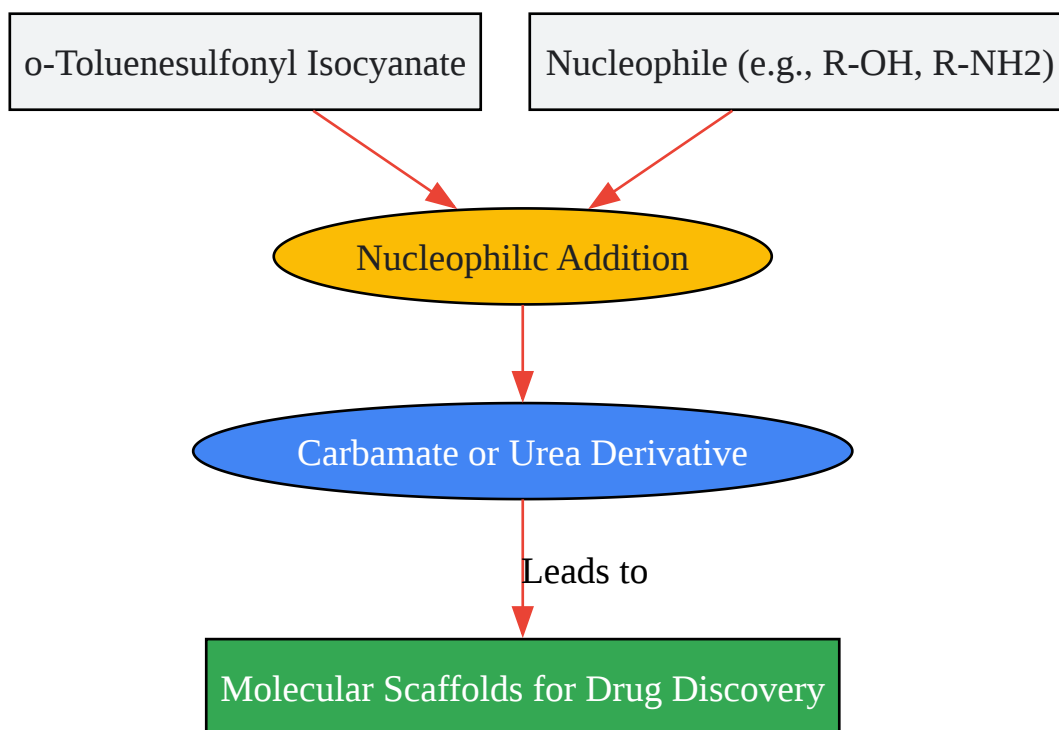 o-Toluenesulfonyl Isocyanate
Nucleophile (e.g., R-OH, R-NH2)
Nucleophilic Addition
Carbamate or Urea Derivative
Leads to
Molecular Scaffolds for Drug Discovery